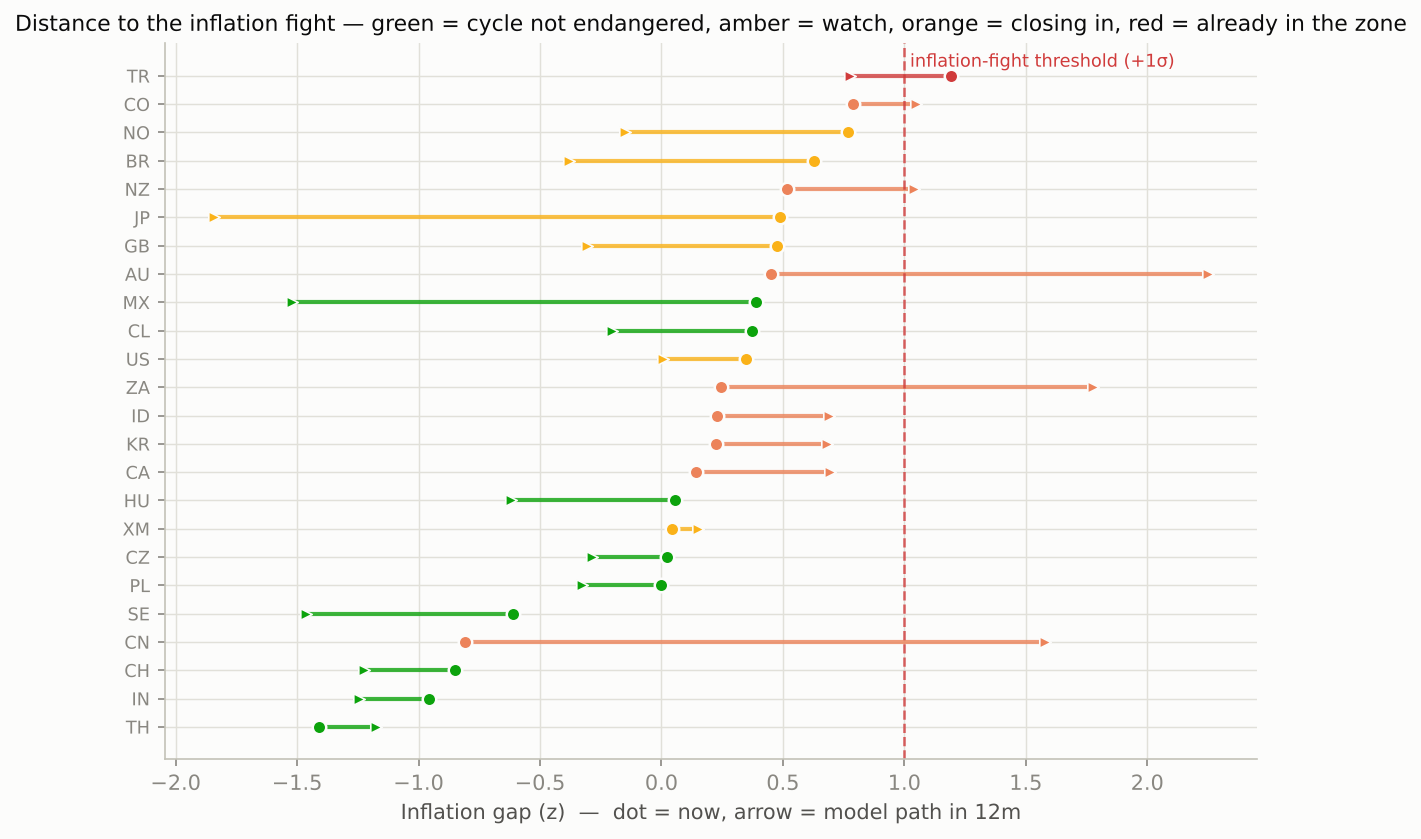 Distance to the inflation fight — green = cycle not endangered, amber = watch, orange = closing in, red = already in the zone
inflation-fight threshold (+1σ)
TR
CO
NO
BR
NZ
JP
GB
AU
MX
CL
US
ZA
ID
KR
CA
HU
XM
CZ
PL
SE
CN
CH
IN
TH
−2.0 −1.5 −1.0 −0.5 0.0 0.5 1.0 1.5 2.0
Inflation gap (z) — dot = now, arrow = model path in 12m